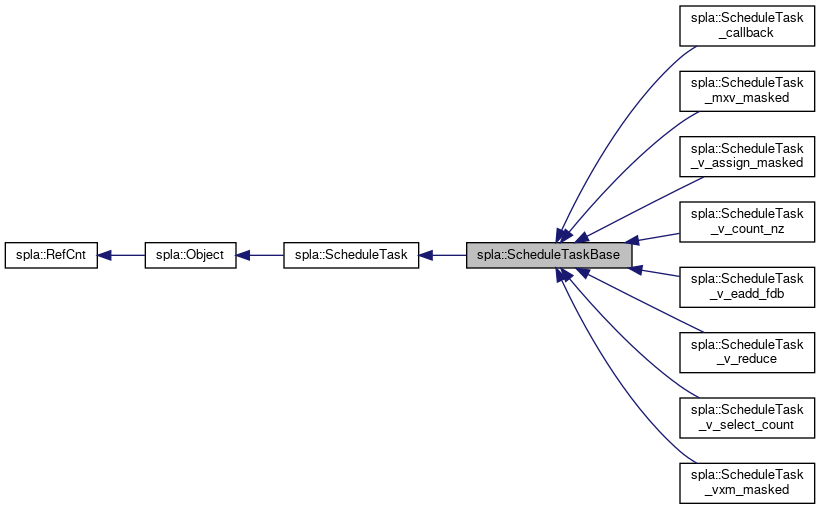 spla::RefCnt
spla::Object
spla::ScheduleTask
spla::ScheduleTaskBase
spla::ScheduleTask
_callback
spla::ScheduleTask
_mxv_masked
spla::ScheduleTask
_v_assign_masked
spla::ScheduleTask
_v_count_nz
spla::ScheduleTask
_v_eadd_fdb
spla::ScheduleTask
_v_reduce
spla::ScheduleTask
_v_select_count
spla::ScheduleTask
_vxm_masked